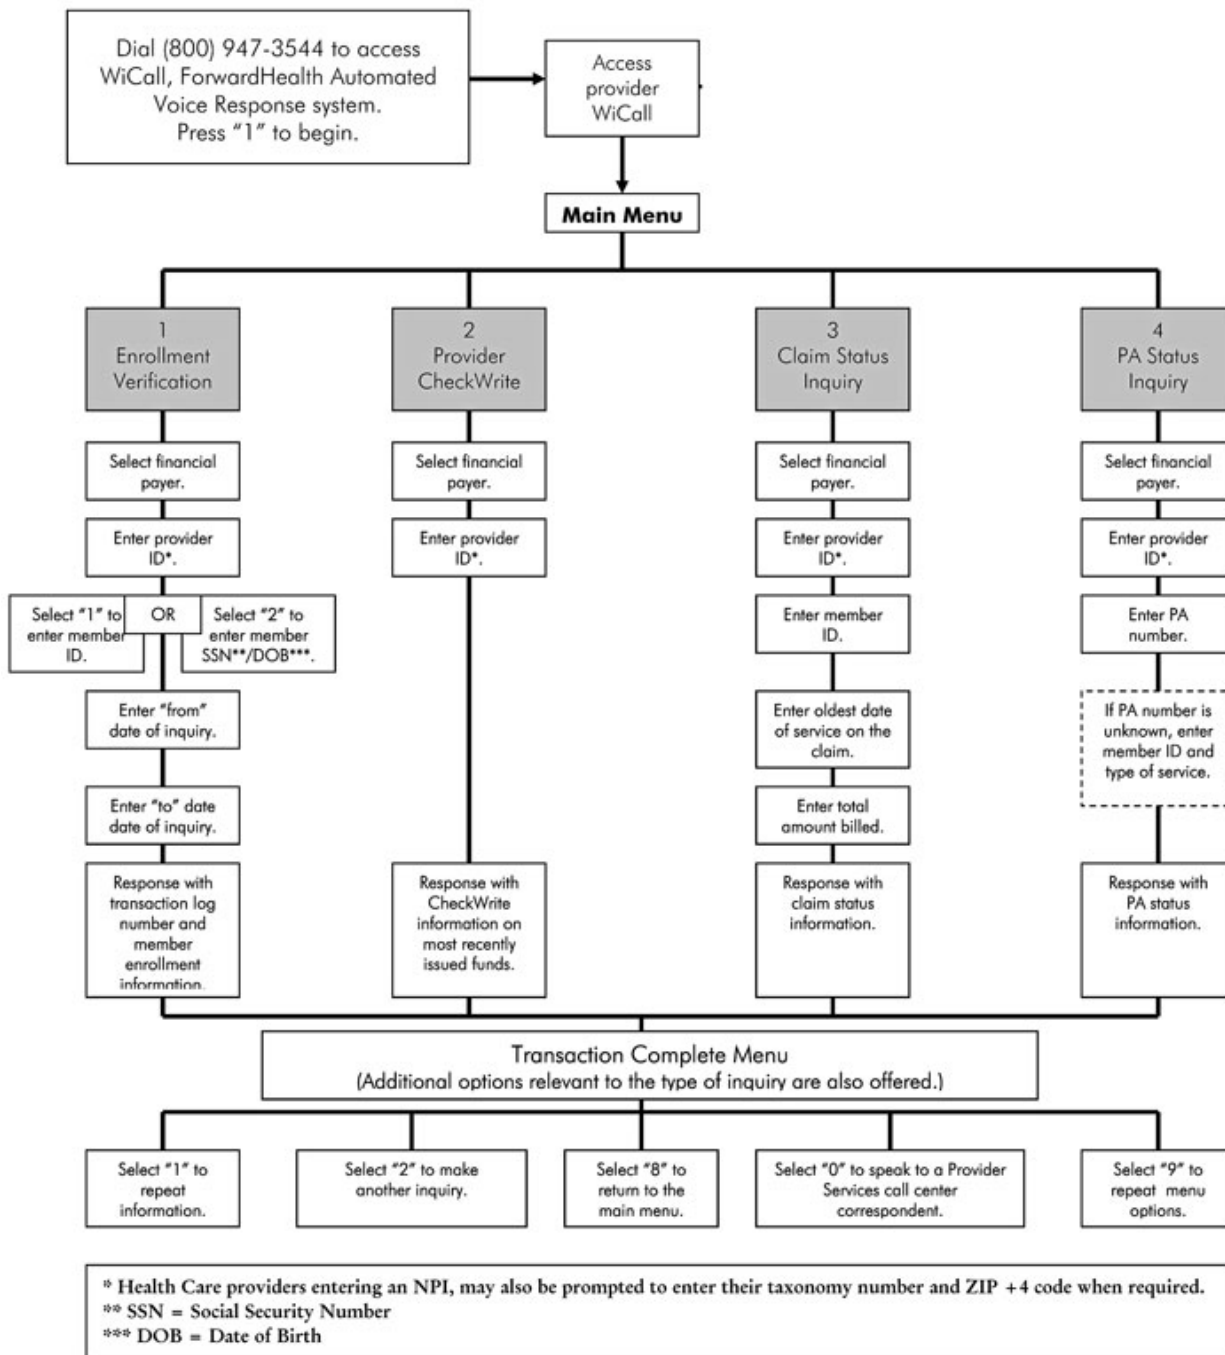 Dial (800) 947-3544 to access
WiCall, ForwardHealth Automated
Voice Response system.
Press "1" to begin.
Access
provider
WiCall
Main Menu
1
Enrollment
Verification
Select financial
payer.
Enter provider
ID*.
Select "1" to
enter member
ID.
OR
Select "2" to
enter member
SSN**/DOB***.
Enter "from"
date of inquiry.
Enter "to" date
date of inquiry.
Response with
transaction log
number and
member
enrollment
information.
2
Provider
CheckWrite
Select financial
payer.
Enter provider
ID*.
Response with
CheckWrite
information on
most recently
issued funds.
3
Claim Status
Inquiry
Select financial
payer.
Enter provider
ID*.
Enter member
ID.
Enter oldest date
of service on the
claim.
Enter total
amount billed.
Response with
claim status
information.
4
PA Status
Inquiry
Select financial
payer.
Enter provider
ID*.
Enter PA
number.
If PA number is
unknown, enter
member ID and
type of service.
Response with
PA status
information.
Transaction Complete Menu
(Additional options relevant to the type of inquiry are also offered.)
Select "1" to
repeat
information.
Select "2" to make
another inquiry.
Select "8" to
return to the
main menu.
Select "0" to speak to a Provider
Services call center
correspondent.
Select "9" to
repeat menu
options.
* Health Care providers entering an NPI, may also be prompted to enter their taxonomy number and ZIP +4 code when required.
** SSN = Social Security Number
*** DOB = Date of Birth